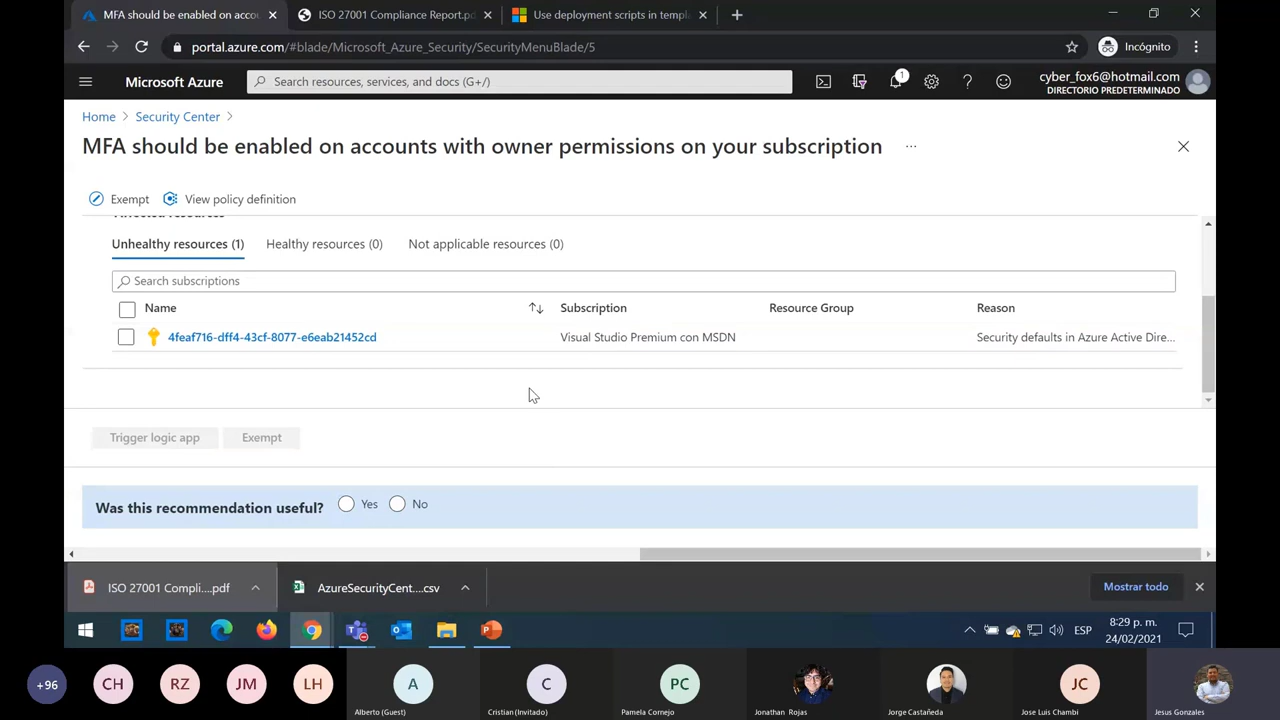 MFA should be enabled on accou
ISO 27001 Compliance Report.pd
Use deployment scripts in templ
portal.azure.com/#blade/Microsoft_Azure_Security/SecurityMenuBlade/5
Incógnito
Microsoft Azure
Search resources, services, and docs (G+/)
1
cyber_fox6@hotmail.com
DIRECTORIO PREDETERMINADO
Home > Security Center >
MFA should be enabled on accounts with owner permissions on your subscription ...
Exempt
View policy definition
Affected resources
Unhealthy resources (1)
Healthy resources (0)
Not applicable resources (0)
Search subscriptions
Name
Subscription
Resource Group
Reason
4feaf716-dff4-43cf-8077-e6eab21452cd
Visual Studio Premium con MSDN
Security defaults in Azure Active Dire...
Trigger logic app
Exempt
Was this recommendation useful?
Yes
No
ISO 27001 Compli....pdf
AzureSecurityCent....csv
Mostrar todo
ESP
8:29 p. m.
24/02/2021
+96
CH
RZ
JM
LH
A
C
PC
JC
Alberto (Guest)
Cristian (Invitado)
Pamela Cornejo
Jonathan Rojas
Jorge Castañeda
Jose Luis Chambi
Jesus Gonzales